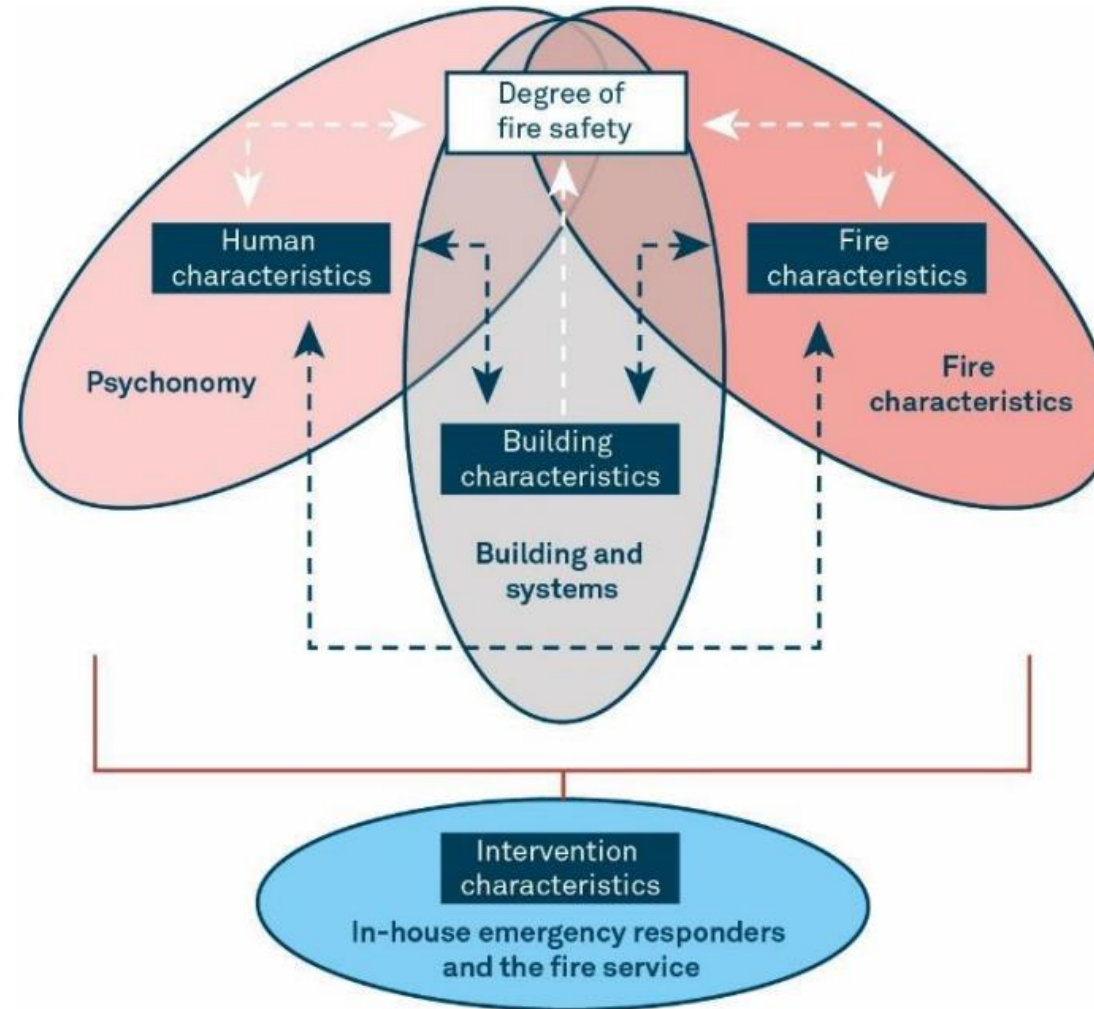 Degree of
fire safety
Human
characteristics
Fire
characteristics
Psychonomy
Fire
characteristics
Building
characteristics
Building and
systems
Intervention
characteristics
In-house emergency responders
and the fire service